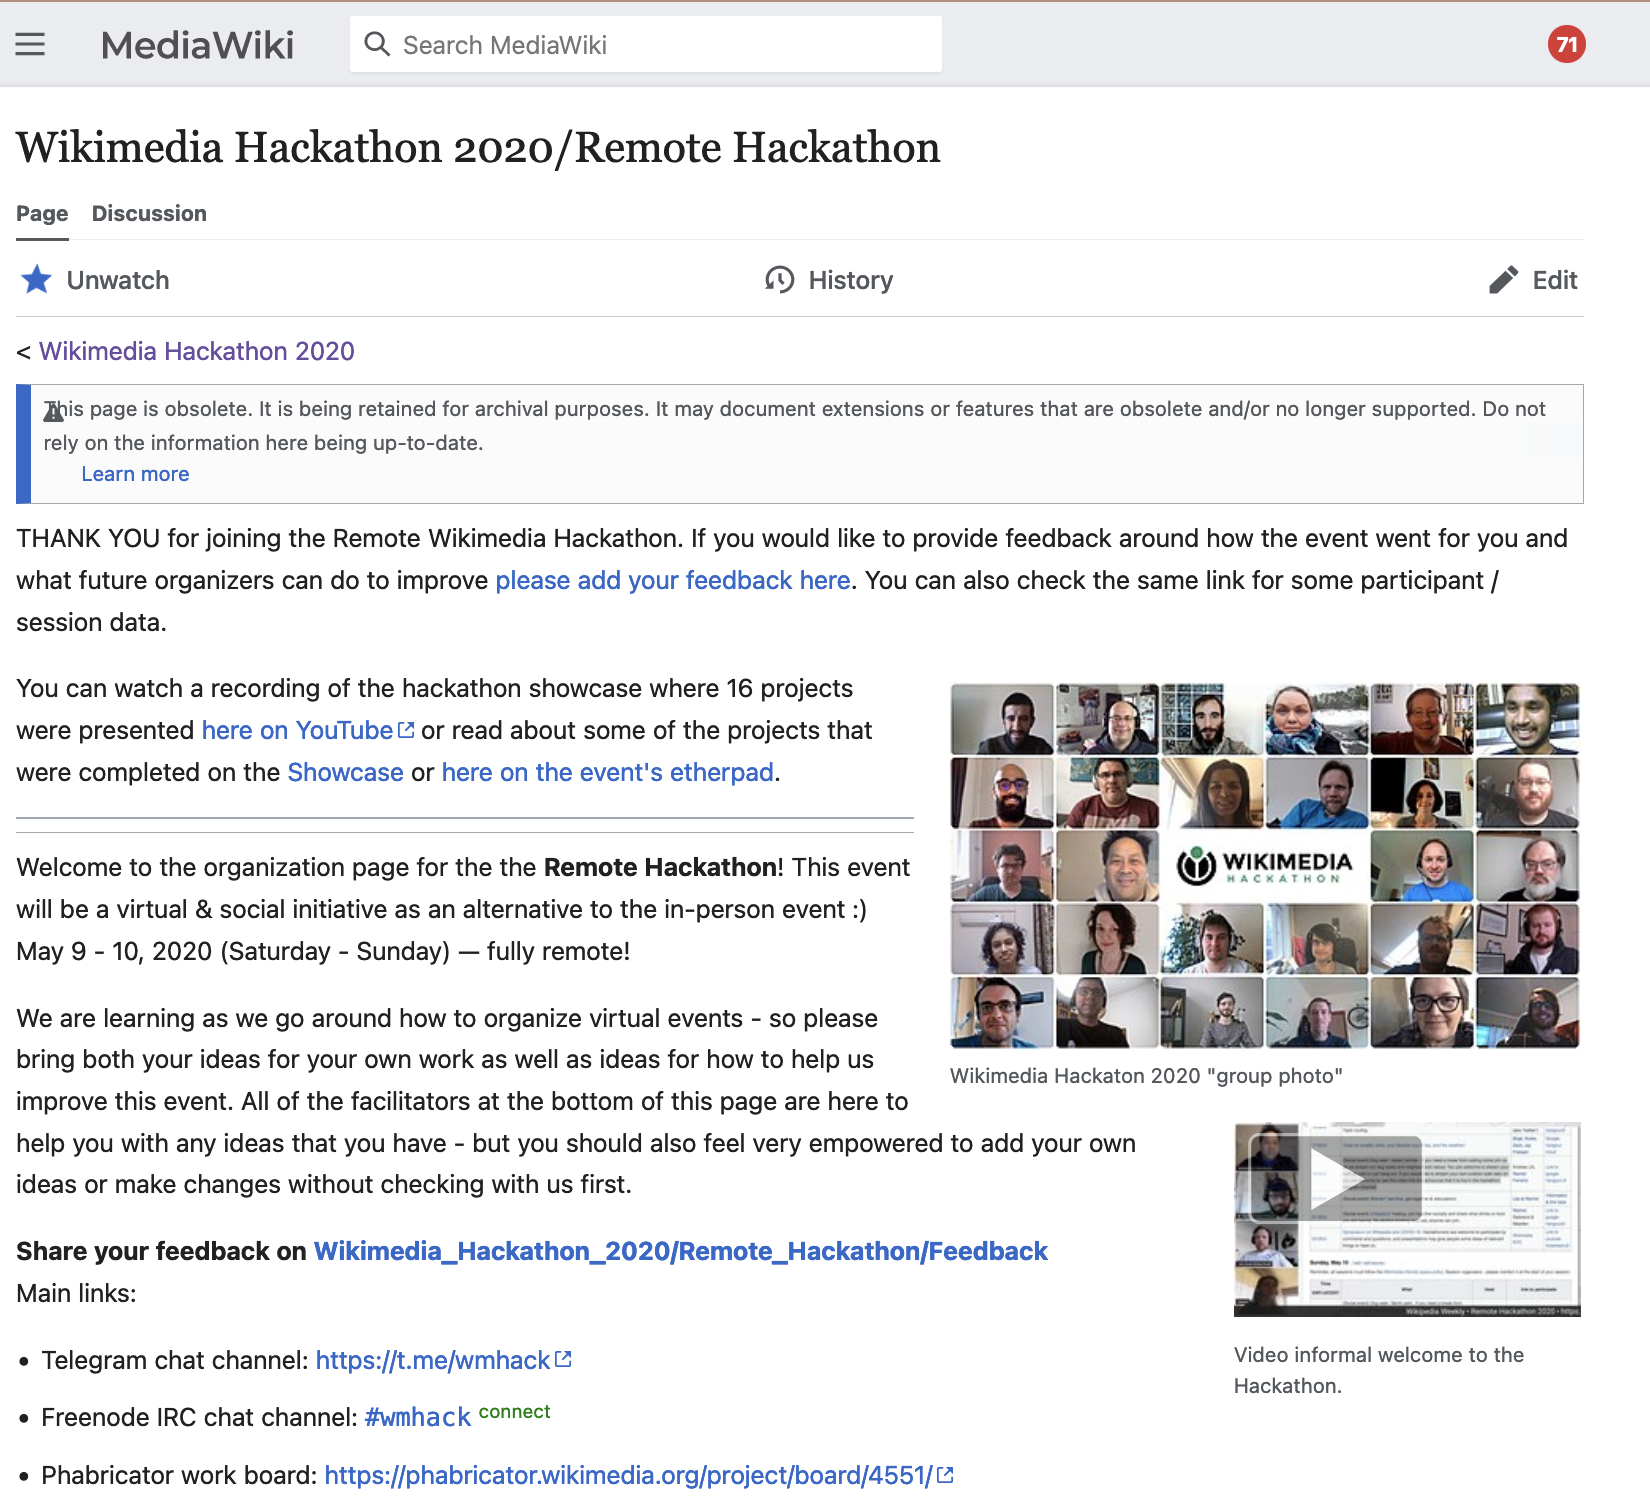 MediaWiki
Search MediaWiki
71
Wikimedia Hackathon 2020/Remote Hackathon
Page Discussion
Unwatch
History
Edit
< Wikimedia Hackathon 2020
This page is obsolete. It is being retained for archival purposes. It may document extensions or features that are obsolete and/or no longer supported. Do not
rely on the information here being up-to-date.
Learn more
THANK YOU for joining the Remote Wikimedia Hackathon. If you would like to provide feedback around how the event went for you and
what future organizers can do to improve please add your feedback here. You can also check the same link for some participant /
session data.
You can watch a recording of the hackathon showcase where 16 projects
were presented here on YouTube or read about some of the projects that
were completed on the Showcase or here on the event's etherpad.
Welcome to the organization page for the the Remote Hackathon! This event
will be a virtual & social initiative as an alternative to the in-person event :)
May 9 - 10, 2020 (Saturday - Sunday) — fully remote!
We are learning as we go around how to organize virtual events - so please
bring both your ideas for your own work as well as ideas for how to help us
improve this event. All of the facilitators at the bottom of this page are here to
help you with any ideas that you have - but you should also feel very empowered to add your own
ideas or make changes without checking with us first.
Share your feedback on Wikimedia_Hackathon_2020/Remote_Hackathon/Feedback
Main links:
• Telegram chat channel: https://t.me/wmhack
• Freenode IRC chat channel: #wmhack connect
• Phabricator work board: https://phabricator.wikimedia.org/project/board/4551/
WIKIMEDIA
HACKATHON
Wikimedia Hackaton 2020 "group photo"
Sunday, May 10
Wikipedia Weekly • Remote Hackathon 2020 •
Video informal welcome to the
Hackathon.